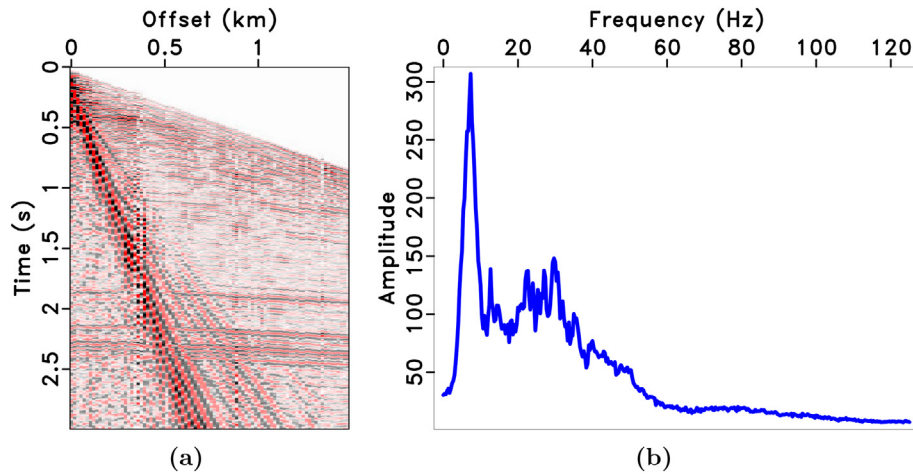 Offset (km)
0 0.5 1
Time (s)
0 0.5 1 1.5 2 2.5
(a)
Frequency (Hz)
0 20 40 60 80 100 120
Amplitude
300 250 200 150 100 50
(b)